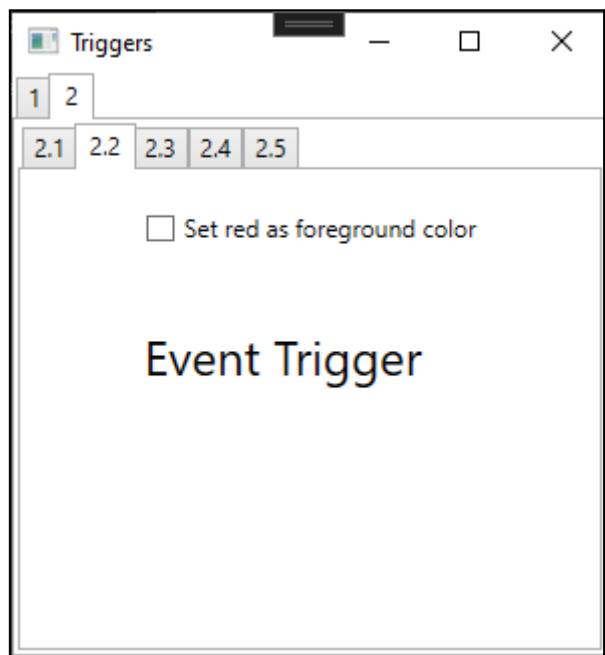 Triggers
1 2
2.1 2.2 2.3 2.4 2.5
Set red as foreground color
Event Trigger